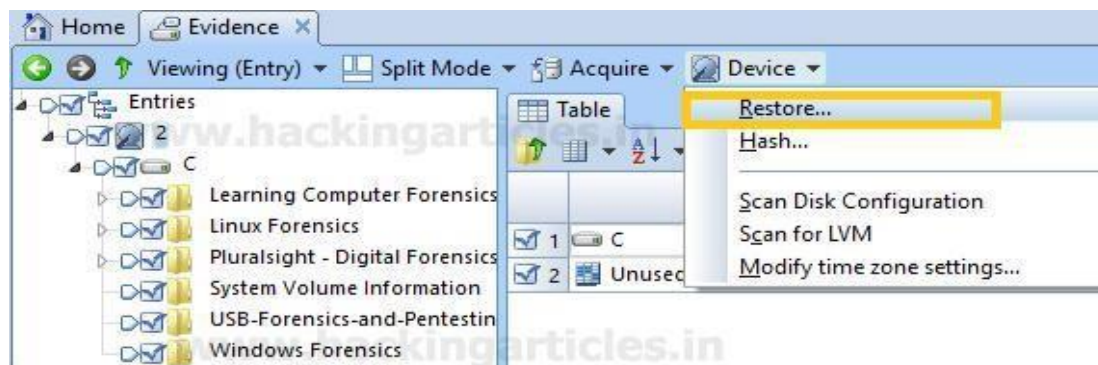 Home Evidence
Viewing (Entry) Split Mode Acquire Device
Entries
2
C
Learning Computer Forensics
Linux Forensics
Pluralsight - Digital Forensics
System Volume Information
USB-Forensics-and-Pentestin
Windows Forensics
Table
1 C
2 Unused
Restore...
Hash...
Scan Disk Configuration
Scan for LVM
Modify time zone settings...
www.hackingarticles.in
www.hackingarticles.in